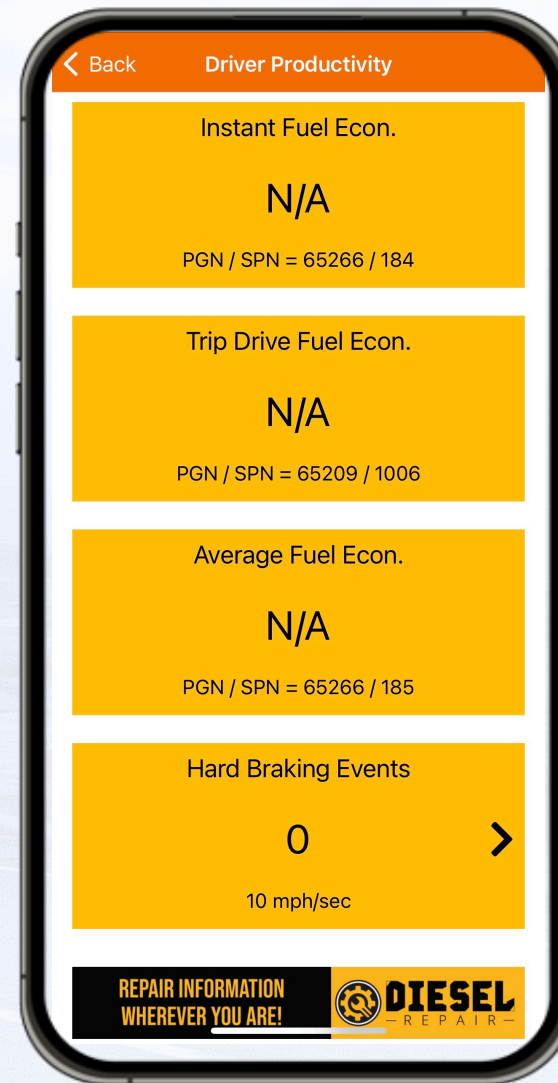 Back
Driver Productivity
Instant Fuel Econ.
N/A
PGN / SPN = 65266 / 184
Trip Drive Fuel Econ.
N/A
PGN / SPN = 65209 / 1006
Average Fuel Econ.
N/A
PGN / SPN = 65266 / 185
Hard Braking Events
0
10 mph/sec
REPAIR INFORMATION
WHEREVER YOU ARE!
DIESEL
REPAIR